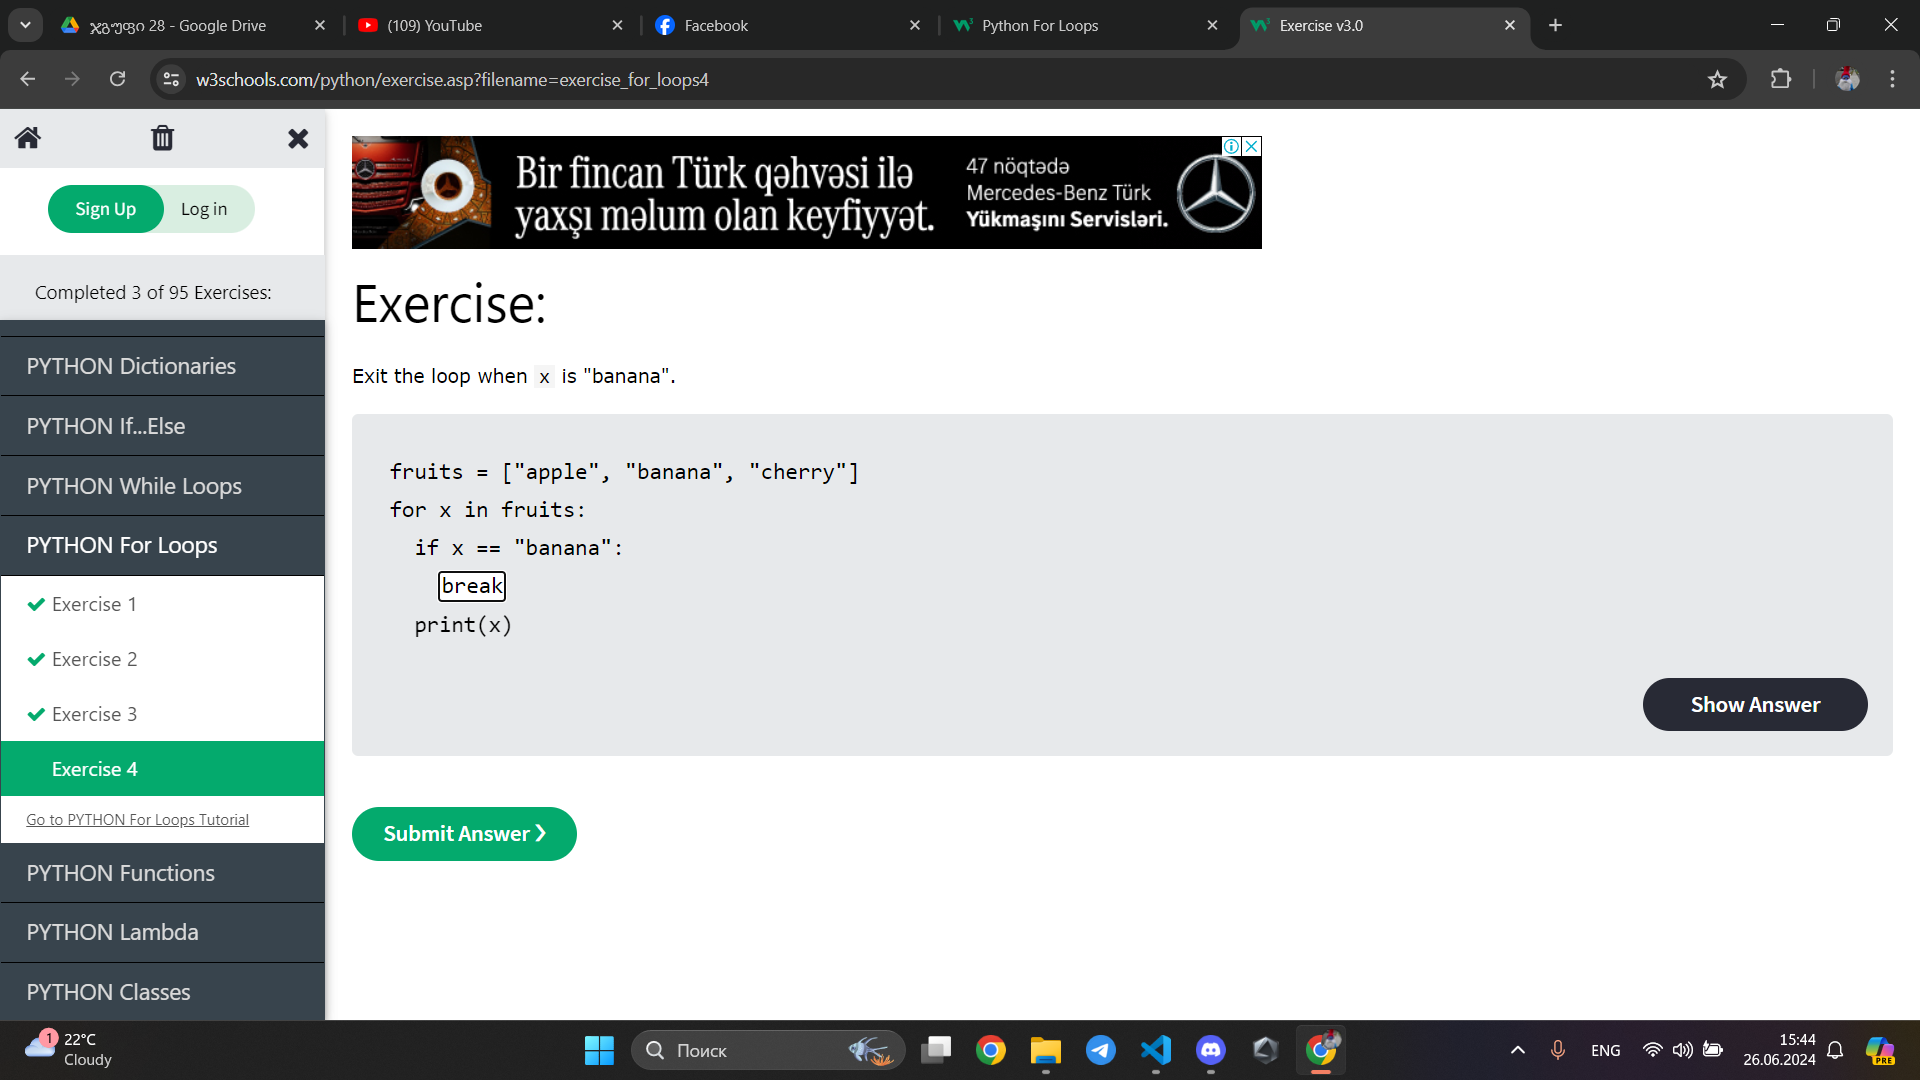 ჯგუფი 28 - Google Drive
(109) YouTube
Facebook
Python For Loops
Exercise v3.0
w3schools.com/python/exercise.asp?filename=exercise_for_loops4
Sign Up
Log in
Completed 3 of 95 Exercises:
PYTHON Dictionaries
PYTHON If...Else
PYTHON While Loops
PYTHON For Loops
Exercise 1
Exercise 2
Exercise 3
Exercise 4
Go to PYTHON For Loops Tutorial
PYTHON Functions
PYTHON Lambda
PYTHON Classes
Bir fincan Türk qəhvəsi ilə
yaxşı məlum olan keyfiyyət.
47 nöqtədə
Mercedes-Benz Türk
Yükmaşını Servisləri.
Exercise:
Exit the loop when x is "banana".
fruits = ["apple", "banana", "cherry"]
for x in fruits:
if x == "banana":
break
print(x)
Show Answer
Submit Answer ❯
1
22°C
Cloudy
Поиск
ENG
15:44
26.06.2024
PRE